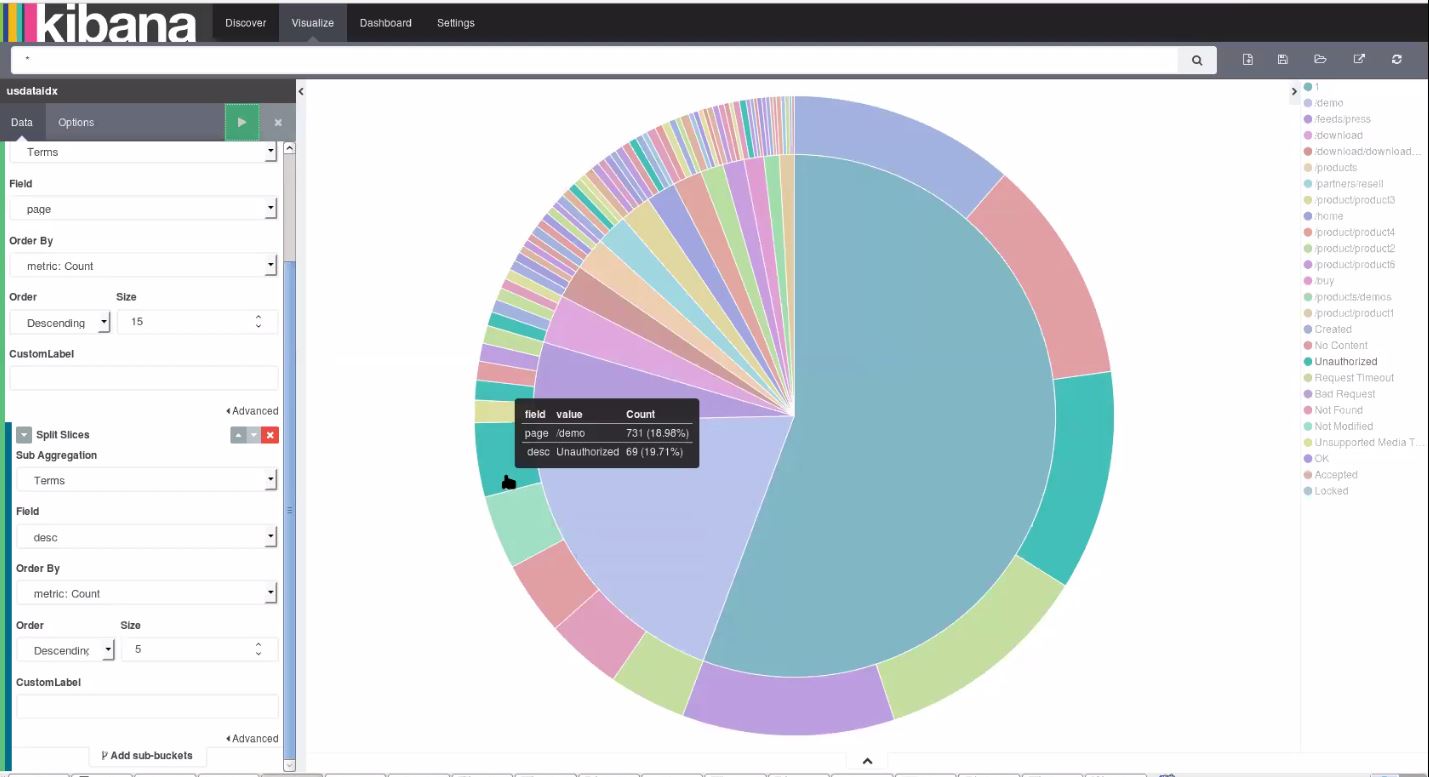 kibana
Discover Visualize Dashboard Settings
*
usdataidx
Data Options
Terms
Field
page
Order By
metric: Count
Order Size
Descending 15
CustomLabel
Advanced
Split Slices
Sub Aggregation
Terms
Field
desc
Order By
metric: Count
Order Size
Descending 5
CustomLabel
Advanced
Add sub-buckets
field value Count
page /demo 731 (18.98%)
desc Unauthorized 69 (19.71%)
1
/demo
/feeds/press
/download
/download/download...
/products
/partners/resell
/product/product3
/home
/product/product4
/product/product2
/product/product5
/buy
/products/demos
/product/product1
Created
No Content
Unauthorized
Request Timeout
Bad Request
Not Found
Not Modified
Unsupported Media T...
OK
Accepted
Locked